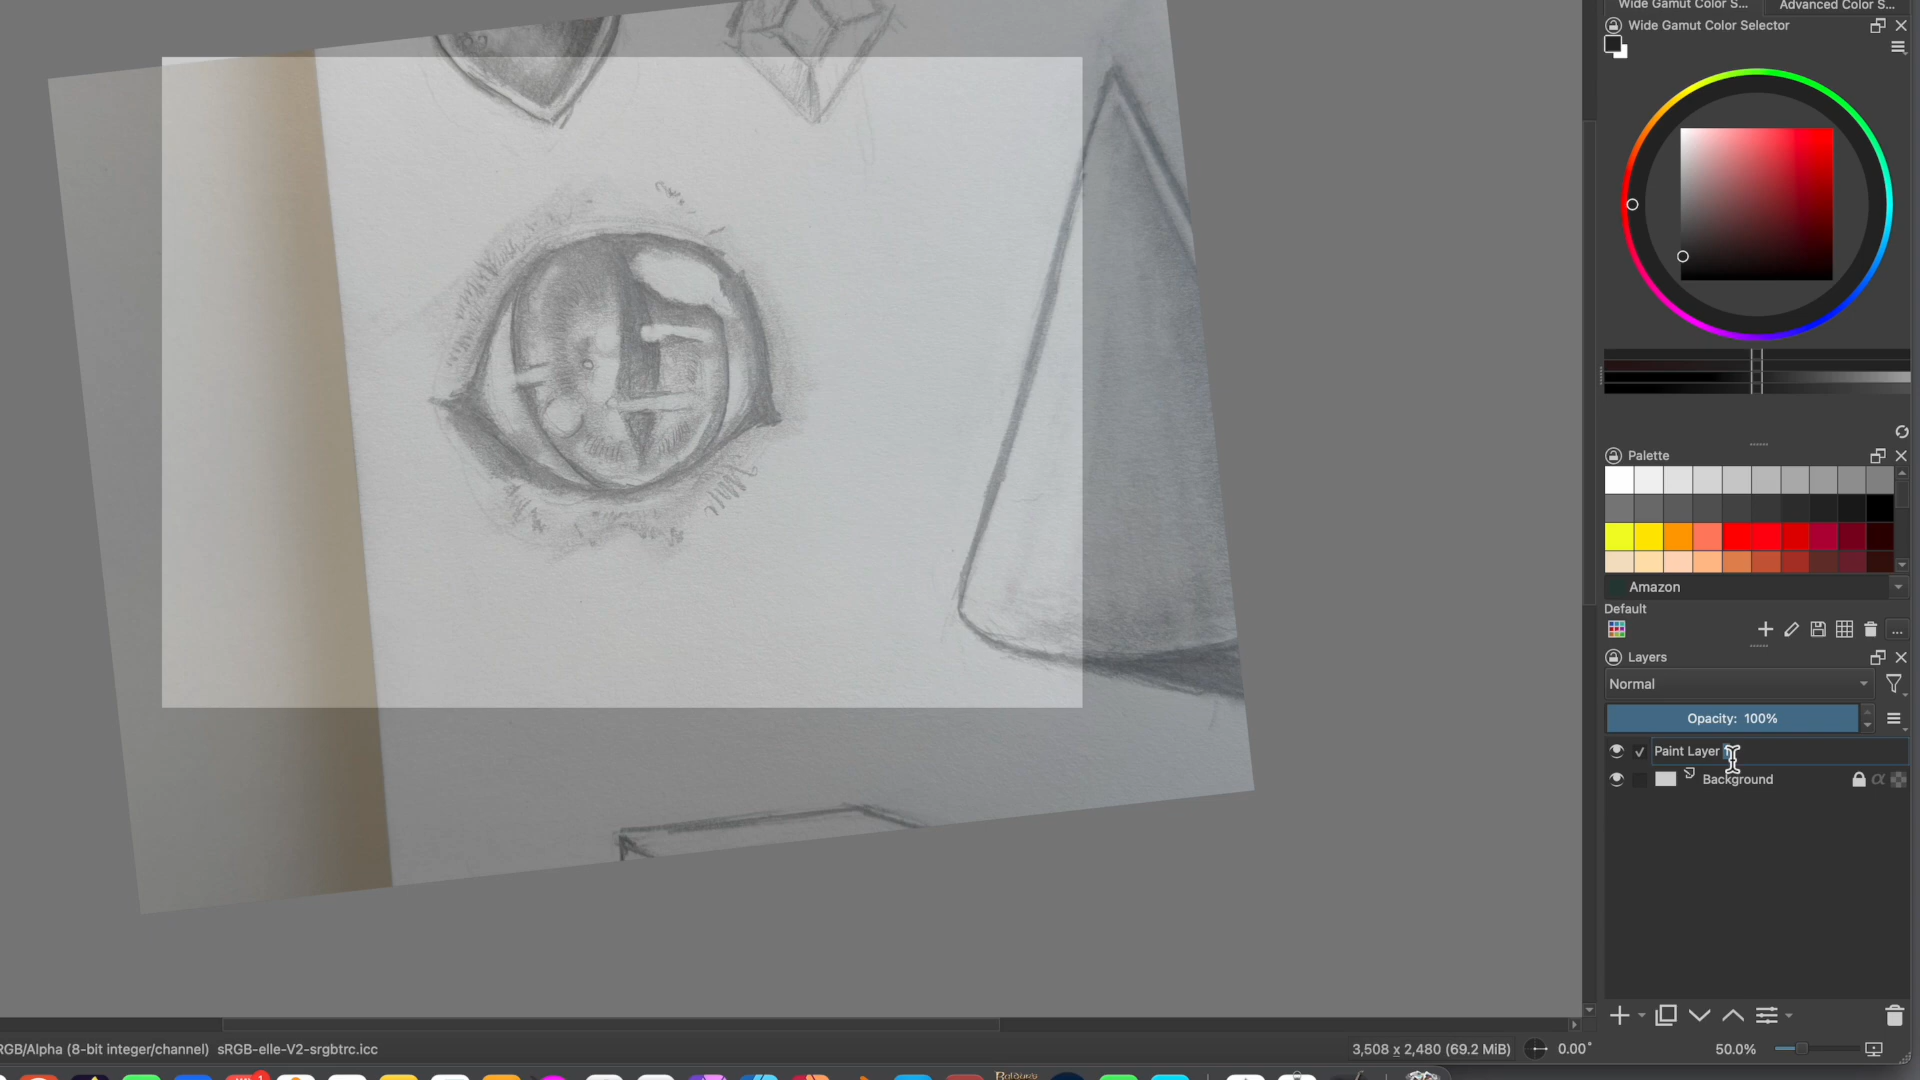 Wide Gamut Color S...
Advanced Color S...
Wide Gamut Color Selector
Palette
Amazon
Default
...
Layers
Normal
Opacity: 100%
Paint Layer
Background
RGB/Alpha (8-bit integer/channel) sRGB-elle-V2-srgbtrc.icc
3,508 x 2,480 (69.2 MiB)
0.00°
50.0%
1